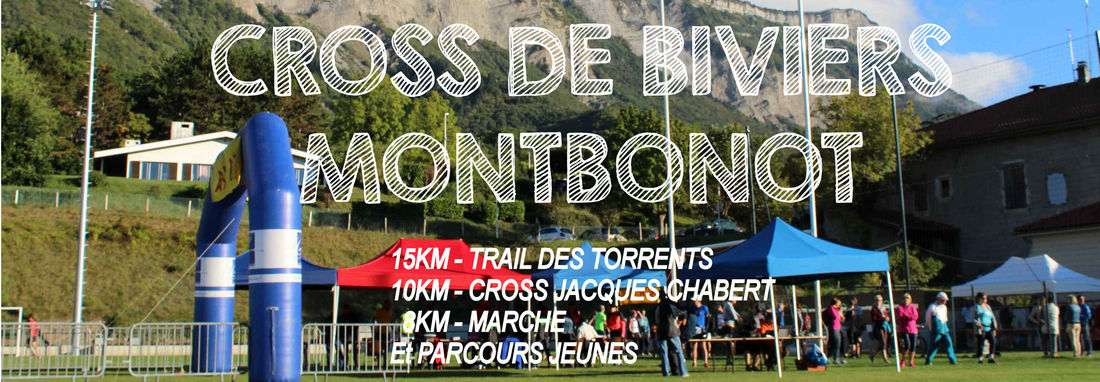 CROSS DE BIVIERS
MONTBONOT
15KM - TRAIL DES TORRENTS
10KM - CROSS JACQUES CHABERT
8KM - MARCHE
Et PARCOURS JEUNES